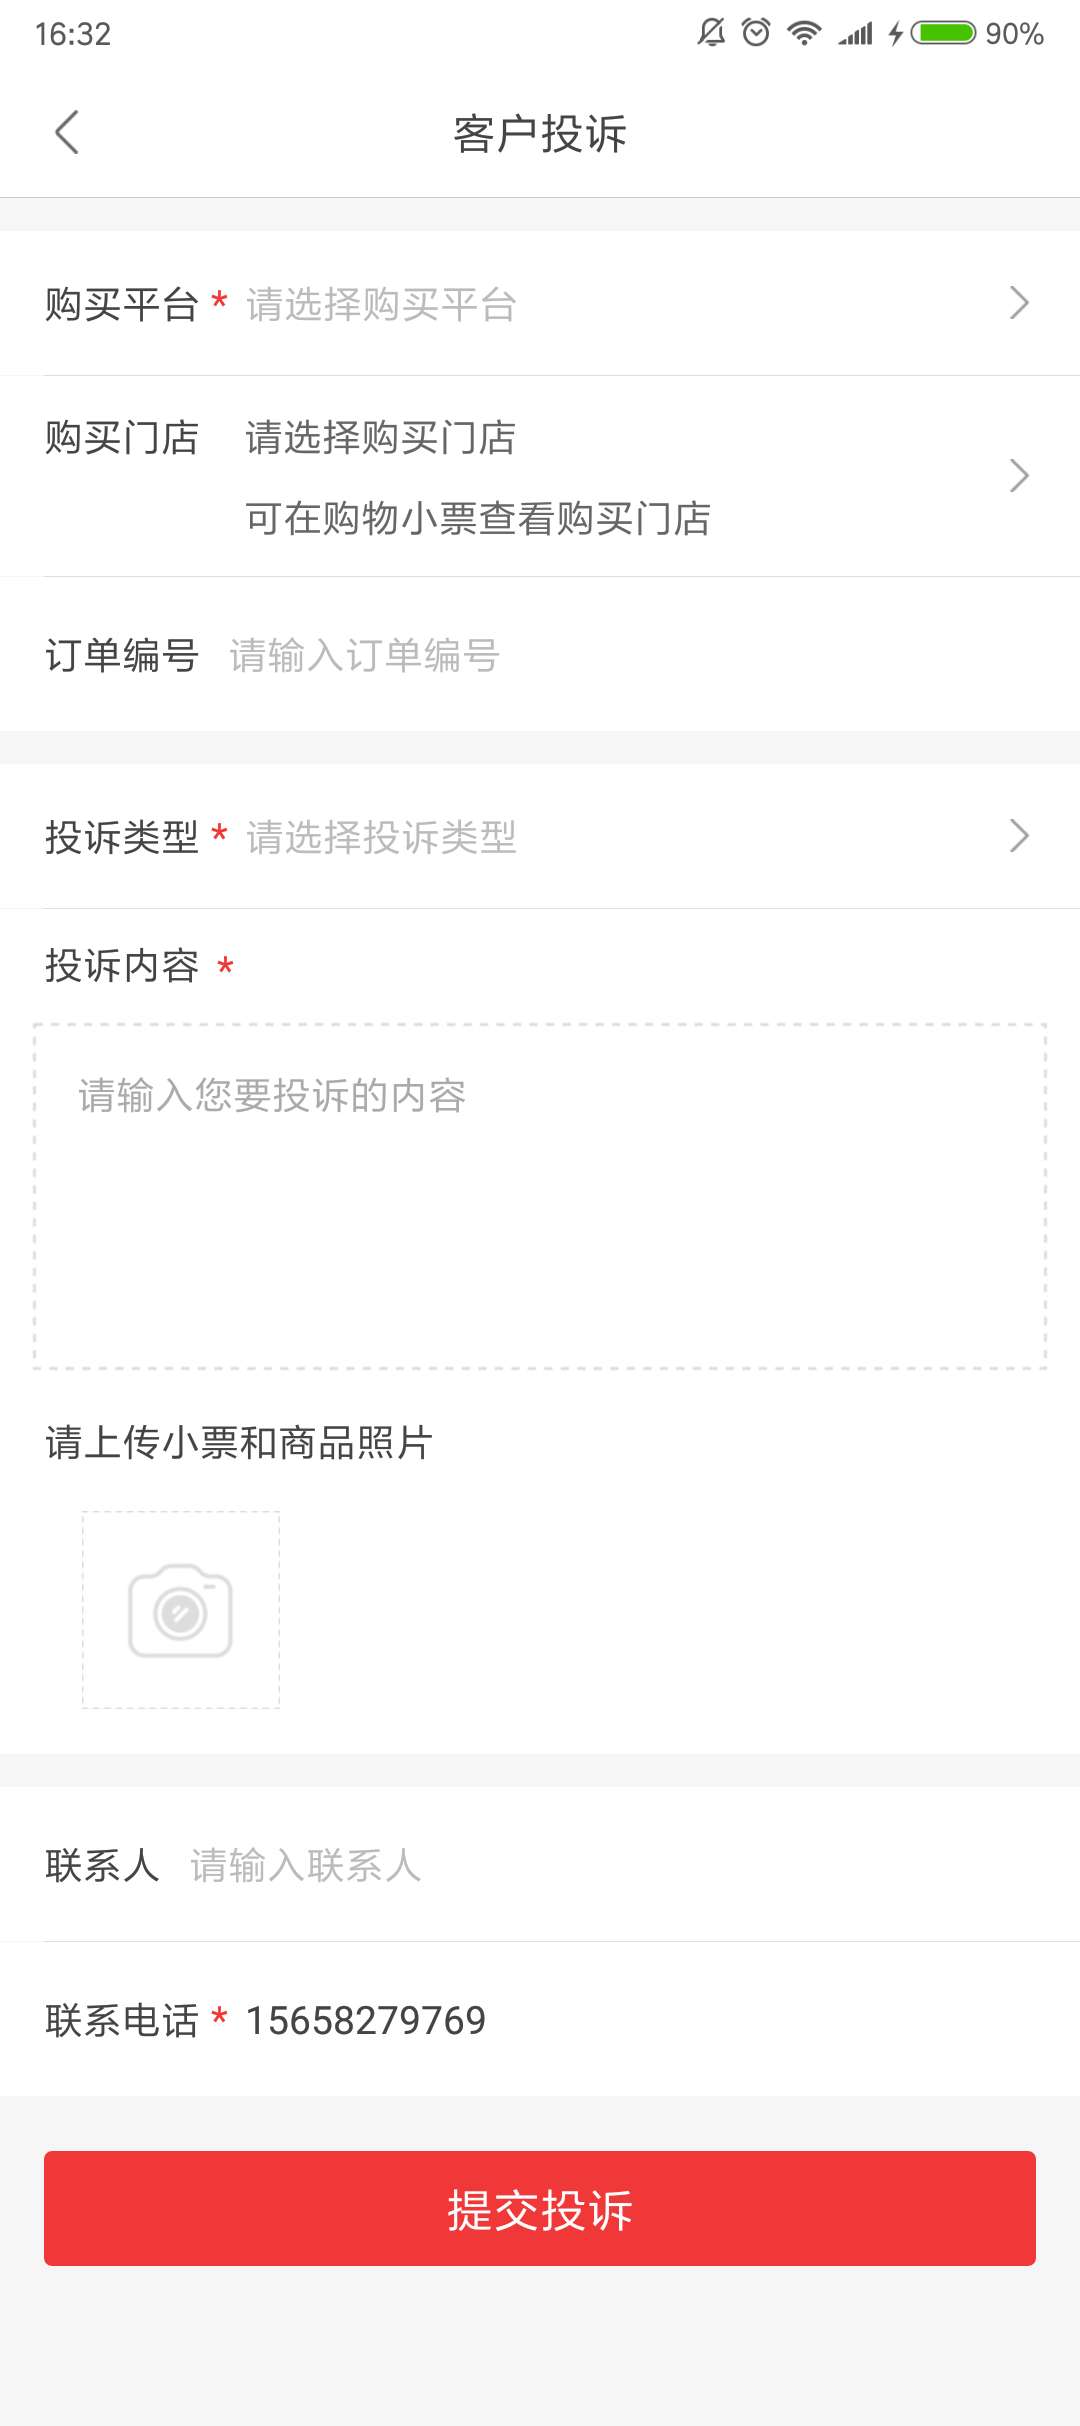 16:32 90%
客户投诉
购买平台 * 请选择购买平台
购买门店 请选择购买门店
可在购物小票查看购买门店
订单编号 请输入订单编号
投诉类型 * 请选择投诉类型
投诉内容 *
请输入您要投诉的内容
请上传小票和商品照片
联系人 请输入联系人
联系电话 * 15658279769
提交投诉